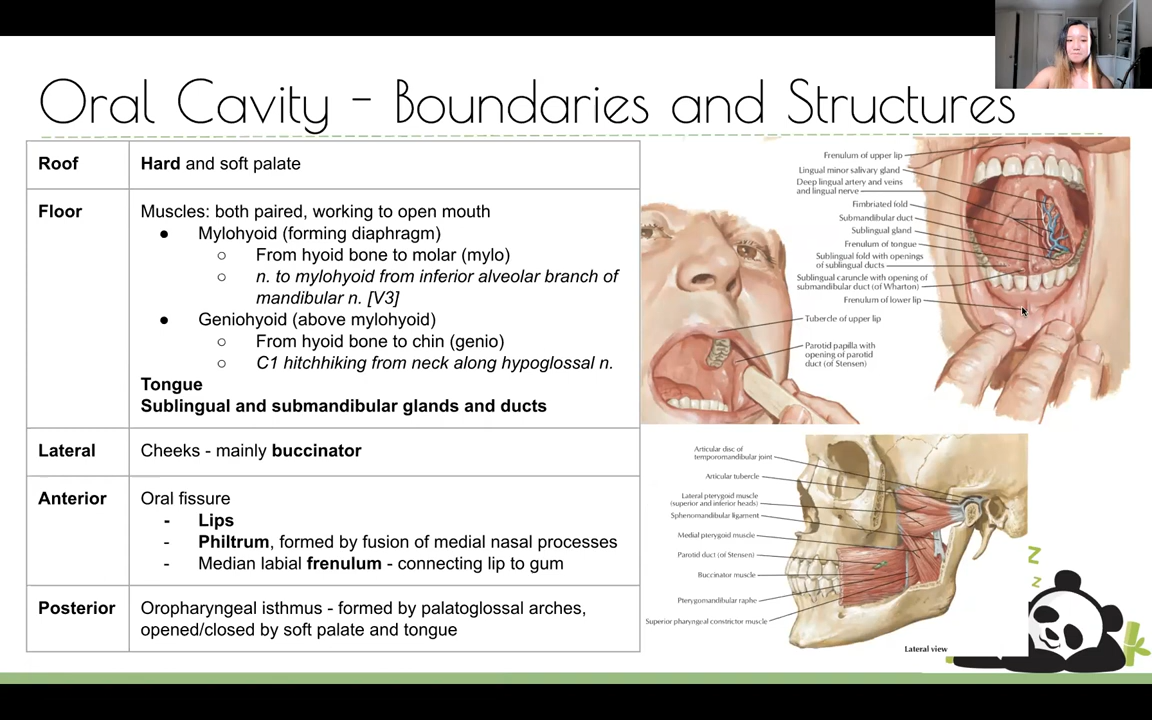 Oral Cavity - Boundaries and Structures
Roof
Hard and soft palate
Floor
Muscles: both paired, working to open mouth
● Mylohyoid (forming diaphragm)
○ From hyoid bone to molar (mylo)
○ n. to mylohyoid from inferior alveolar branch of
mandibular n. [V3]
● Geniohyoid (above mylohyoid)
○ From hyoid bone to chin (genio)
○ C1 hitchhiking from neck along hypoglossal n.
Tongue
Sublingual and submandibular glands and ducts
Lateral
Cheeks - mainly buccinator
Anterior
Oral fissure
- Lips
- Philtrum, formed by fusion of medial nasal processes
- Median labial frenulum - connecting lip to gum
Posterior
Oropharyngeal isthmus - formed by palatoglossal arches,
opened/closed by soft palate and tongue
Frenulum of upper lip
Lingual minor salivary gland
Deep lingual artery and veins
and lingual nerve
Fimbriated fold
Submandibular duct
Sublingual gland
Frenulum of tongue
Sublingual fold with openings
of sublingual ducts
Sublingual caruncle with opening of
submandibular duct (of Wharton)
Frenulum of lower lip
Tubercle of upper lip
Parotid papilla with
opening of parotid
duct (of Stensen)
Articular disc of
temporomandibular joint
Articular tubercle
Lateral pterygoid muscle
(superior and inferior heads)
Sphenomandibular ligament
Medial pterygoid muscle
Parotid duct (of Stensen)
Buccinator muscle
Pterygomandibular raphe
Superior pharyngeal constrictor muscle
Lateral view
z
z